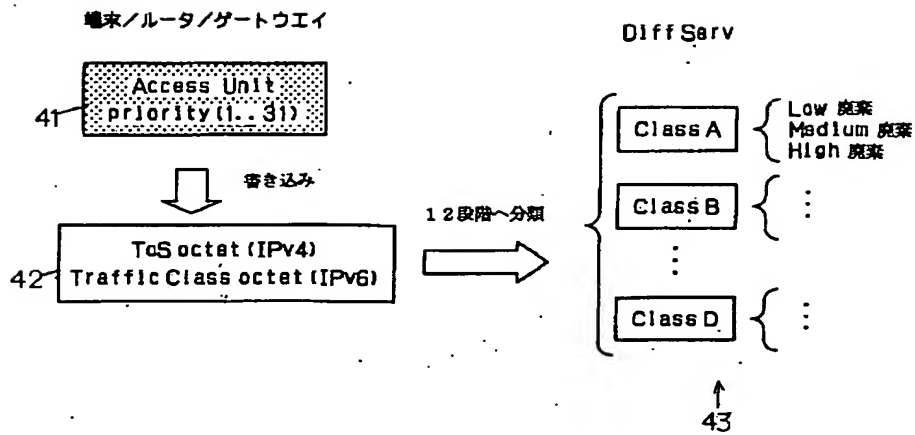 端末/ルータ/ゲートウエイ
Access Unit
priority(1..31)
41
書き込み
ToS octet(IPv4)
Traffic Class octet(IPv6)
42
12段階へ分類
Diff Serv
Class A
Low 廃棄
Medium 廃棄
High 廃棄
Class B
Class D
43